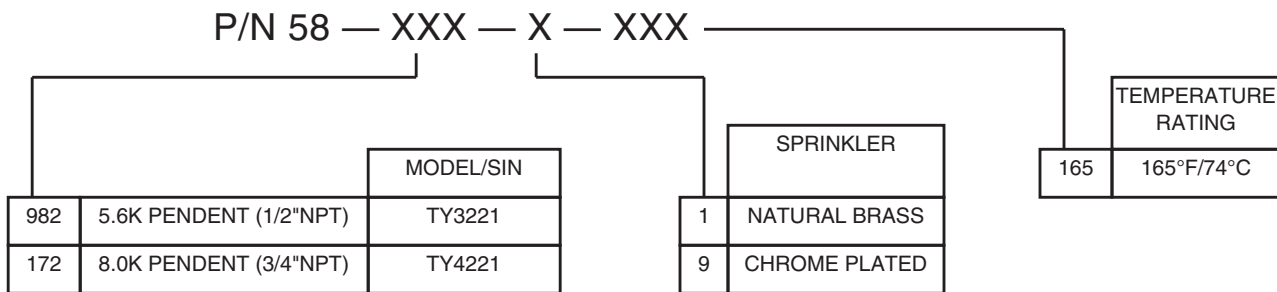 P/N 58 — XXX — X — XXX
TEMPERATURE
RATING
165 165°F/74°C
SPRINKLER
1 NATURAL BRASS
9 CHROME PLATED
MODEL/SIN
982 5.6K PENDENT (1/2"NPT) TY3221
172 8.0K PENDENT (3/4"NPT) TY4221